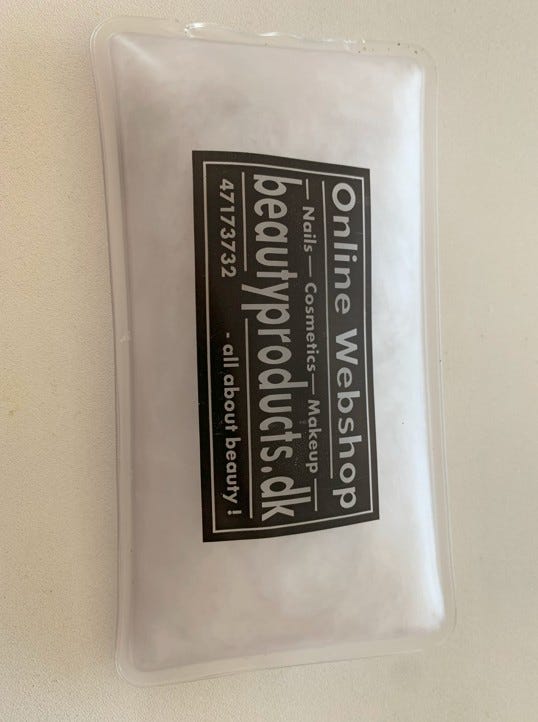 Online Webshop
Nails — Cosmetics — Makeup
beautyproducts.dk
47173732 - all about beauty !